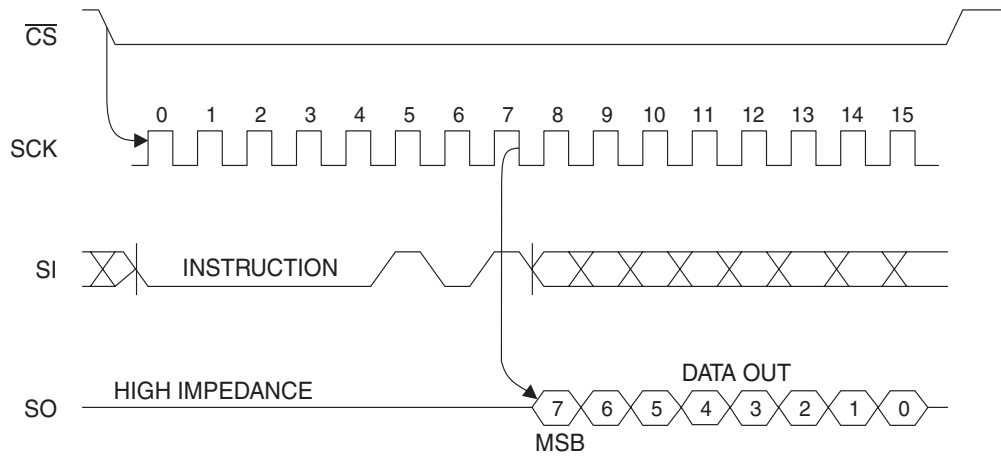 CS
0 1 2 3 4 5 6 7 8 9 10 11 12 13 14 15
SCK
SI
INSTRUCTION
DATA OUT
HIGH IMPEDANCE
SO
7 6 5 4 3 2 1 0
MSB